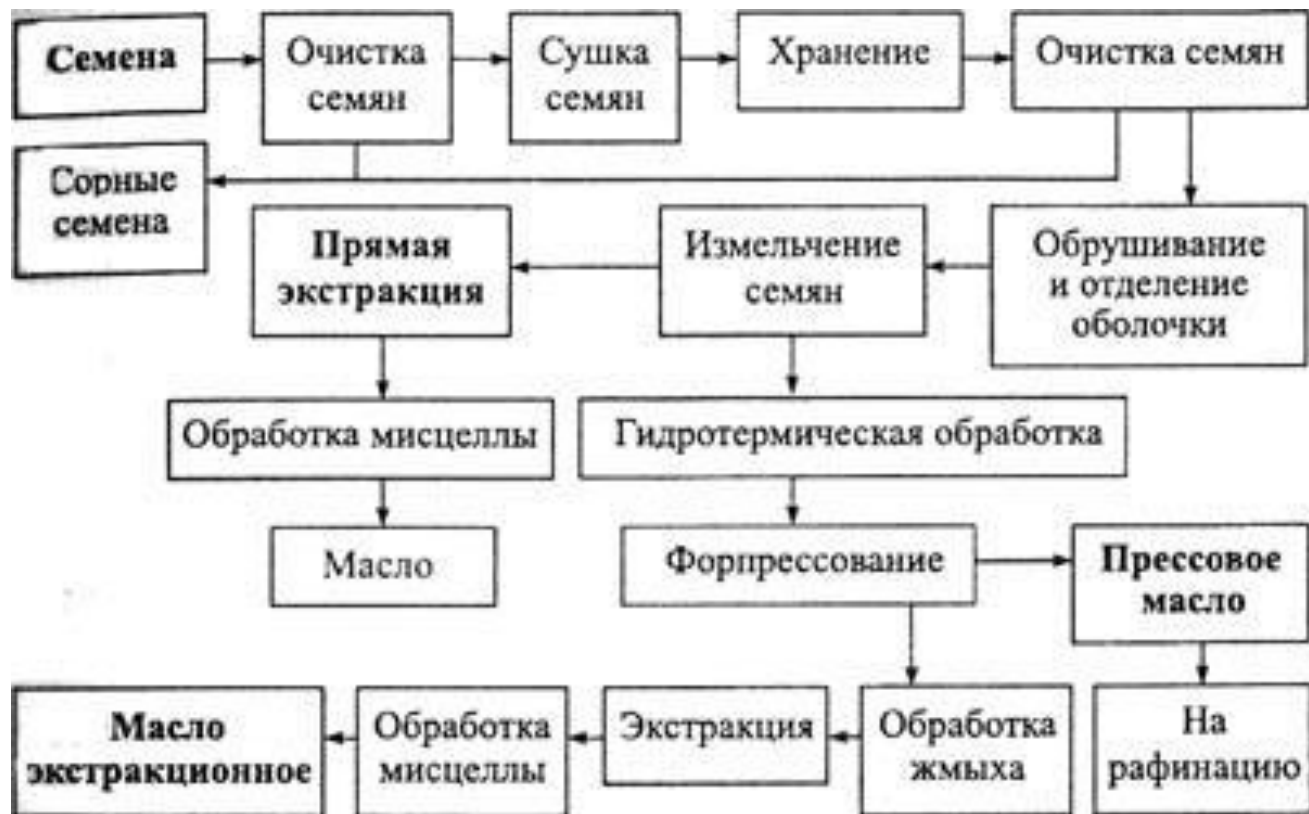 Семена
Очистка
семян
Сушка
семян
Хранение
Очистка семян
Сорные
семена
Прямая
экстракция
Измельчение
семян
Обрушивание
и отделение
оболочки
Обработка мисцеллы
Гидротермическая обработка
Масло
Форпрессование
Прессовое
масло
Масло
экстракционное
Обработка
мисцеллы
Экстракция
Обработка
жмыха
На
рафинацию